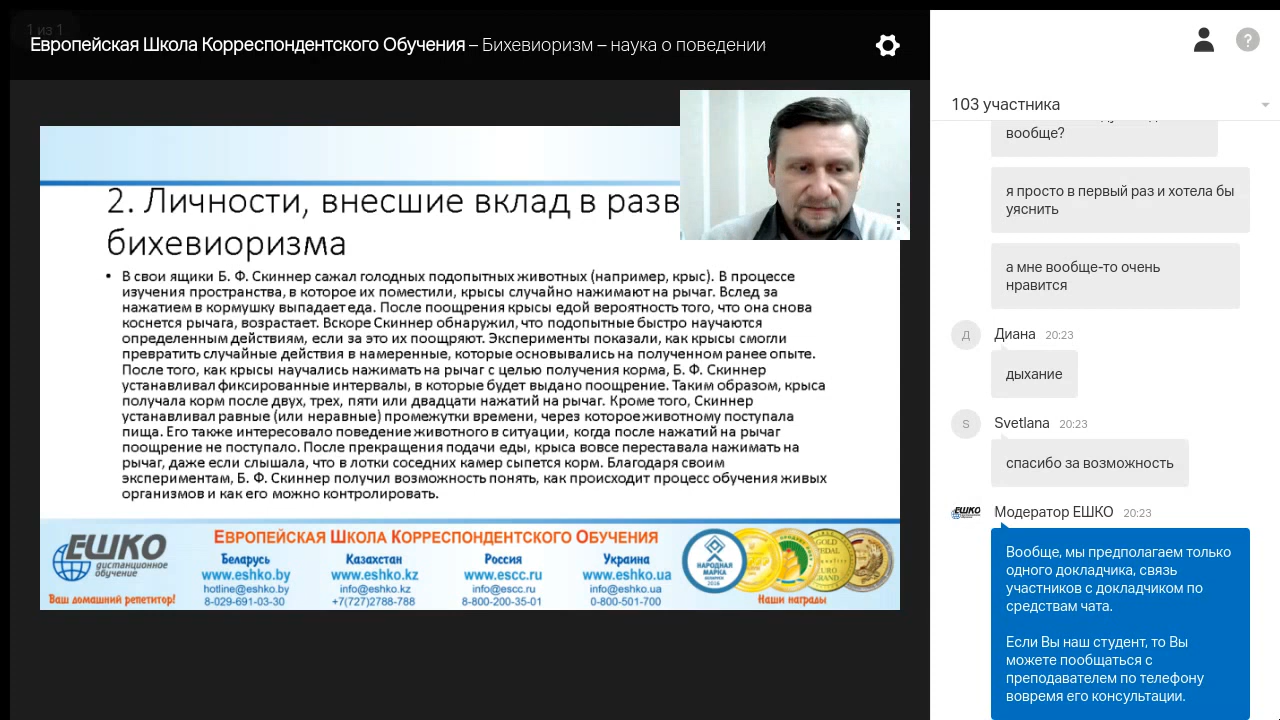 1 из 1
Европейская Школа Корреспондентского Обучения – Бихевиоризм – наука о поведении
2. Личности, внесшие вклад в разв
бихевиоризма
• В свои ящики Б. Ф. Скиннер сажал голодных подопытных животных (например, крыс). В процессе
изучения пространства, в которое их поместили, крысы случайно нажимают на рычаг. Вслед за
нажатием в кормушку выпадает еда. После поощрения крысы едой вероятность того, что она снова
коснется рычага, возрастает. Вскоре Скиннер обнаружил, что подопытные быстро научаются
определенным действиям, если за это их поощряют. Эксперименты показали, как крысы смогли
превратить случайные действия в намеренные, которые основывались на полученном ранее опыте.
После того, как крысы научались нажимать на рычаг с целью получения корма, Б. Ф. Скиннер
устанавливал фиксированные интервалы, в которые будет выдано поощрение. Таким образом, крыса
получала корм после двух, трех, пяти или двадцати нажатий на рычаг. Кроме того, Скиннер
устанавливал равные (или неравные) промежутки времени, через которое животному поступала
пища. Его также интересовало поведение животного в ситуации, когда после нажатий на рычаг
поощрение не поступало. После прекращения подачи еды, крыса вовсе переставала нажимать на
рычаг, даже если слышала, что в лотки соседних камер сыпется корм. Благодаря своим
экспериментам, Б. Ф. Скиннер получил возможность понять, как происходит процесс обучения живых
организмов и как его можно контролировать.
ЕШКО
дистанционное
обучение
Ваш домашний репетитор!
Европейская Школа Корреспондентского Обучения
Беларусь
www.eshko.by
hotline@eshko.by
8-029-691-03-30
Казахстан
www.eshko.kz
info@eshko.kz
+7(727)2788-788
Россия
www.escc.ru
info@escc.ru
8-800-200-35-01
Украина
www.eshko.ua
info@eshko.ua
0-800-501-700
НАРОДНАЯ
МАРКА
Наши награды
103 участника
вообще?
я просто в первый раз и хотела бы
уяснить
а мне вообще-то очень
нравится
Д
Диана 20:23
дыхание
S
Svetlana 20:23
спасибо за возможность
ЕШКО
Модератор ЕШКО 20:23
Вообще, мы предполагаем только
одного докладчика, связь
участников с докладчиком по
средствам чата.
Если Вы наш студент, то Вы
можете пообщаться с
преподавателем по телефону
вовремя его консультации.